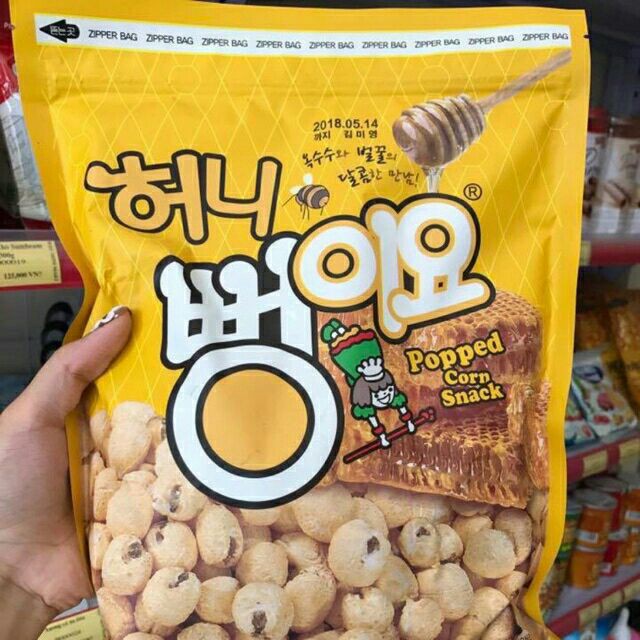 ZIPPER BAG ZIPPER BAG ZIPPER BAG ZIPPER BAG ZIPPER BAG ZIPPER BAG ZIPPER BAG ZIPPER BAG ZIPPER BAG
2018.05.14
까지 김미영
옥수수와 벌꿀의
달콤한 만남!
허니
뻥이요®
Popped
Corn
Snack
125,000